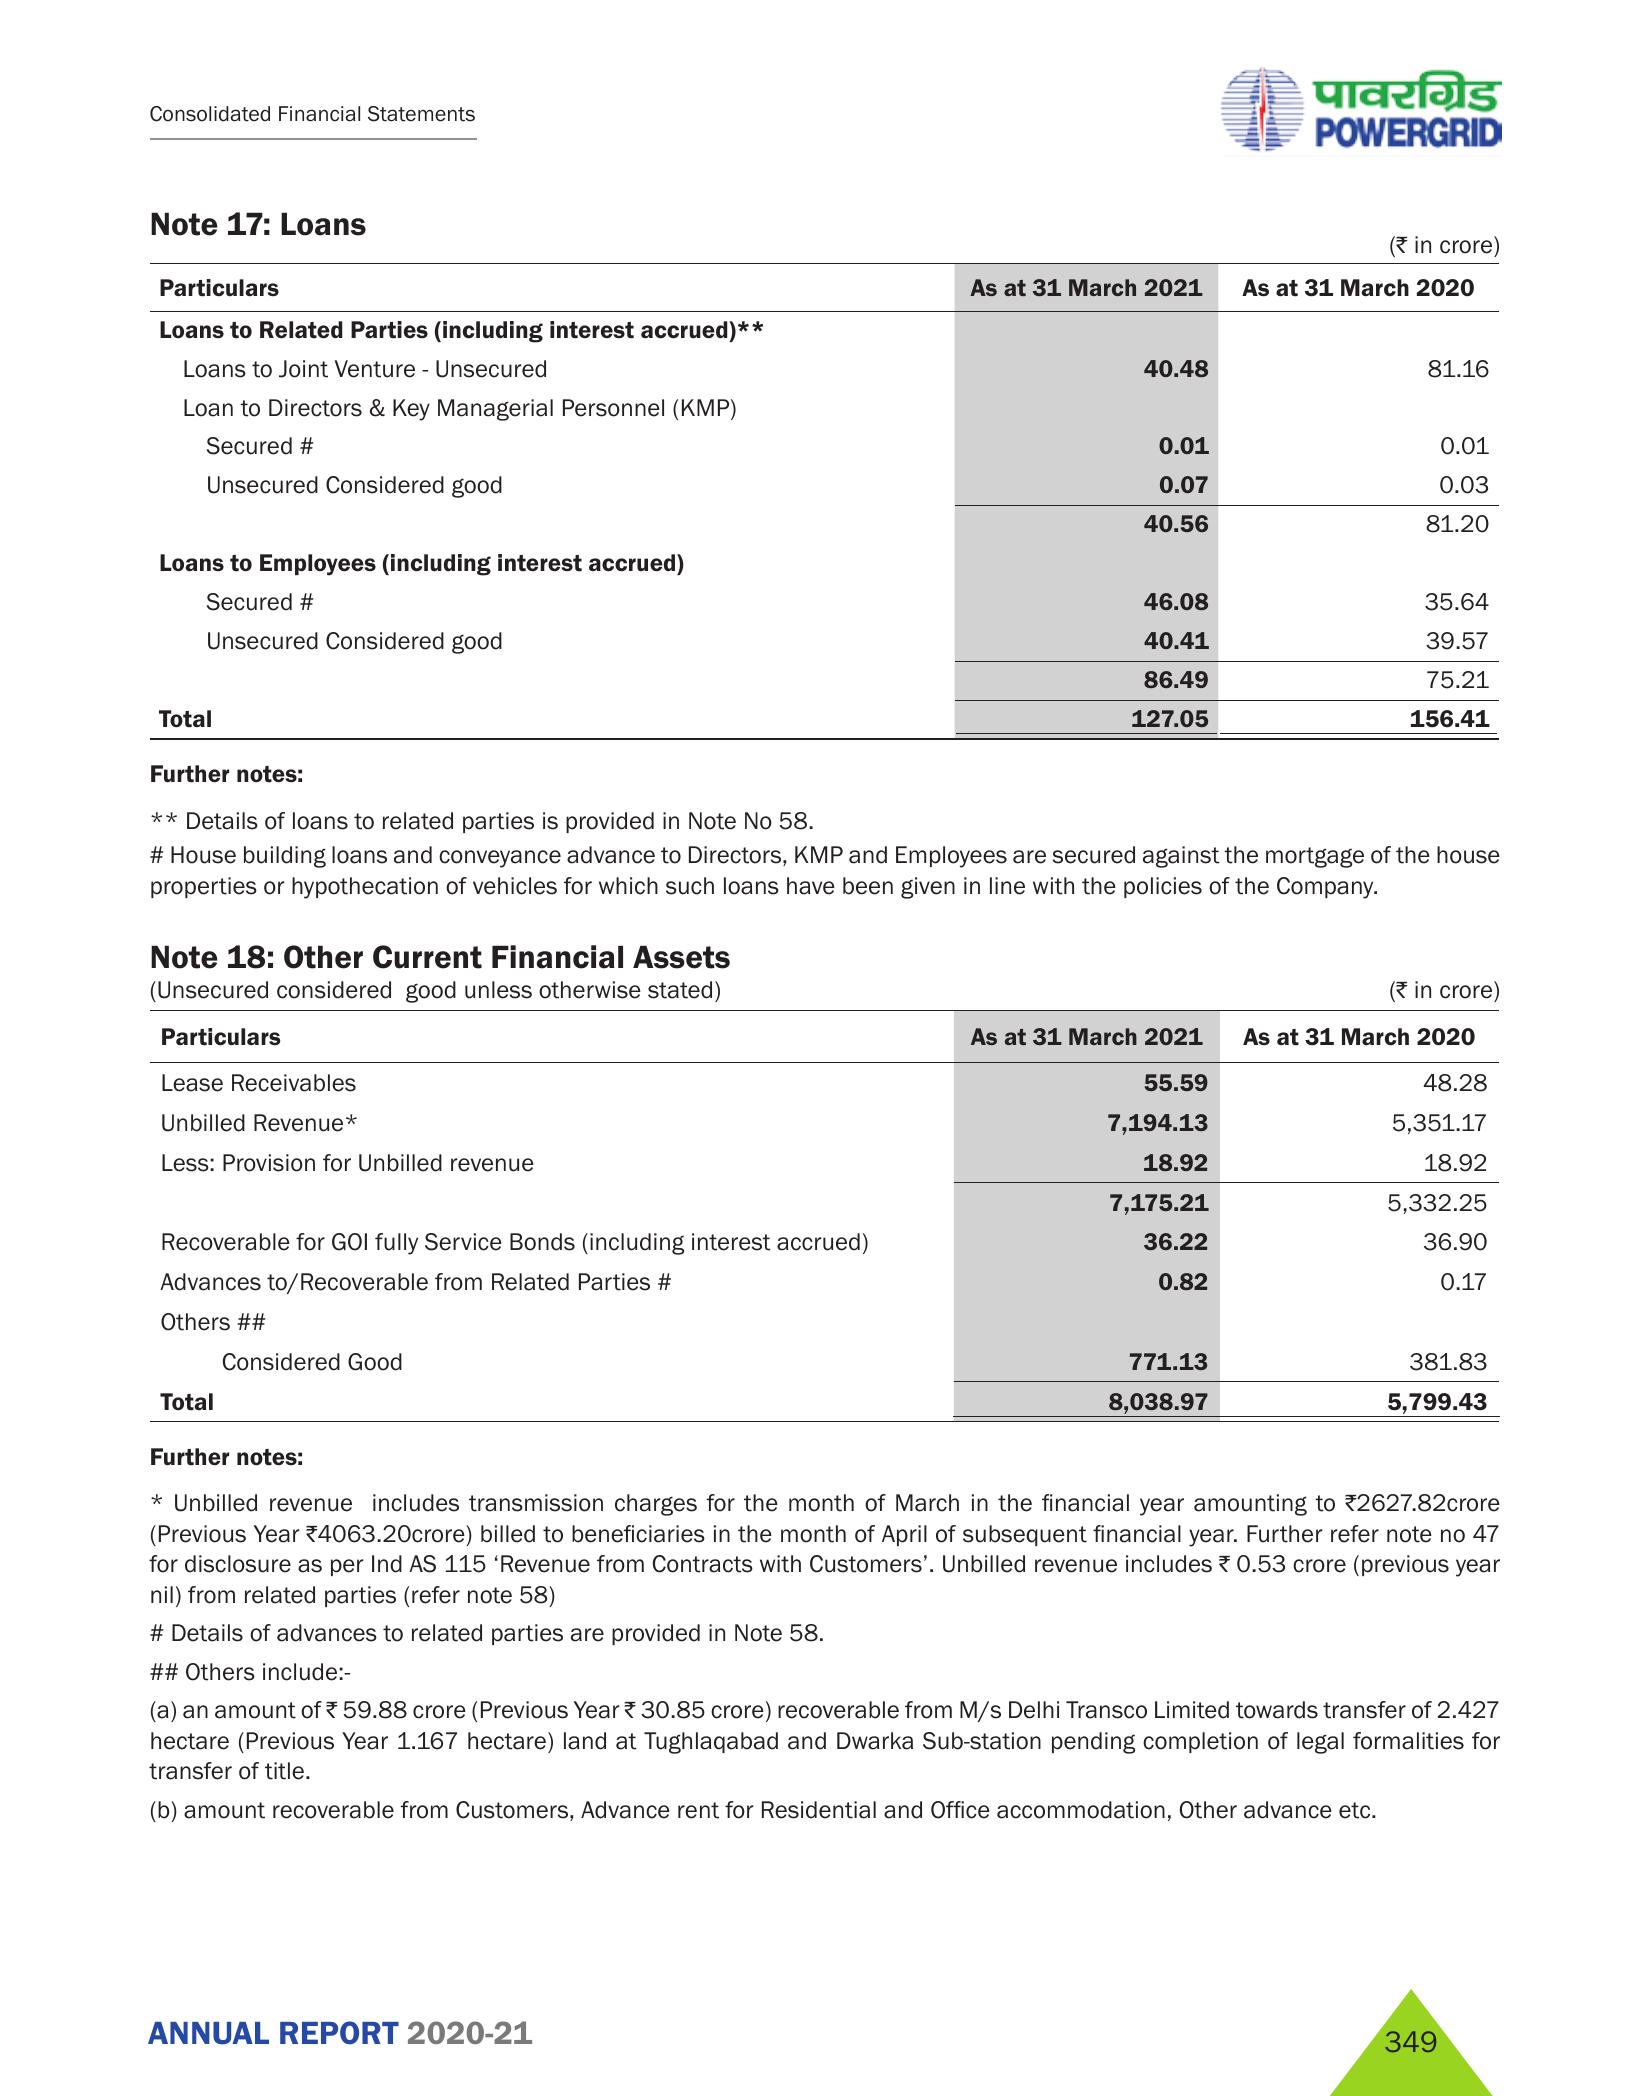 Consolidated Financial Statements
पावरग्रिड
POWERGRID
Note 17: Loans
(₹ in crore)
Particulars As at 31 March 2021 As at 31 March 2020
Loans to Related Parties (including interest accrued)**
Loans to Joint Venture - Unsecured 40.48 81.16
Loan to Directors & Key Managerial Personnel (KMP)
Secured # 0.01 0.01
Unsecured Considered good 0.07 0.03
40.56 81.20
Loans to Employees (including interest accrued)
Secured # 46.08 35.64
Unsecured Considered good 40.41 39.57
86.49 75.21
Total 127.05 156.41
Further notes:
** Details of loans to related parties is provided in Note No 58.
# House building loans and conveyance advance to Directors, KMP and Employees are secured against the mortgage of the house
properties or hypothecation of vehicles for which such loans have been given in line with the policies of the Company.
Note 18: Other Current Financial Assets
(Unsecured considered good unless otherwise stated) (₹ in crore)
Particulars As at 31 March 2021 As at 31 March 2020
Lease Receivables 55.59 48.28
Unbilled Revenue* 7,194.13 5,351.17
Less: Provision for Unbilled revenue 18.92 18.92
7,175.21 5,332.25
Recoverable for GOI fully Service Bonds (including interest accrued) 36.22 36.90
Advances to/Recoverable from Related Parties # 0.82 0.17
Others ##
Considered Good 771.13 381.83
Total 8,038.97 5,799.43
Further notes:
* Unbilled revenue includes transmission charges for the month of March in the financial year amounting to ₹2627.82crore
(Previous Year ₹4063.20crore) billed to beneficiaries in the month of April of subsequent financial year. Further refer note no 47
for disclosure as per Ind AS 115 ‘Revenue from Contracts with Customers’. Unbilled revenue includes ₹ 0.53 crore (previous year
nil) from related parties (refer note 58)
# Details of advances to related parties are provided in Note 58.
## Others include:-
(a) an amount of ₹ 59.88 crore (Previous Year ₹ 30.85 crore) recoverable from M/s Delhi Transco Limited towards transfer of 2.427
hectare (Previous Year 1.167 hectare) land at Tughlaqabad and Dwarka Sub-station pending completion of legal formalities for
transfer of title.
(b) amount recoverable from Customers, Advance rent for Residential and Office accommodation, Other advance etc.
ANNUAL REPORT 2020-21
349